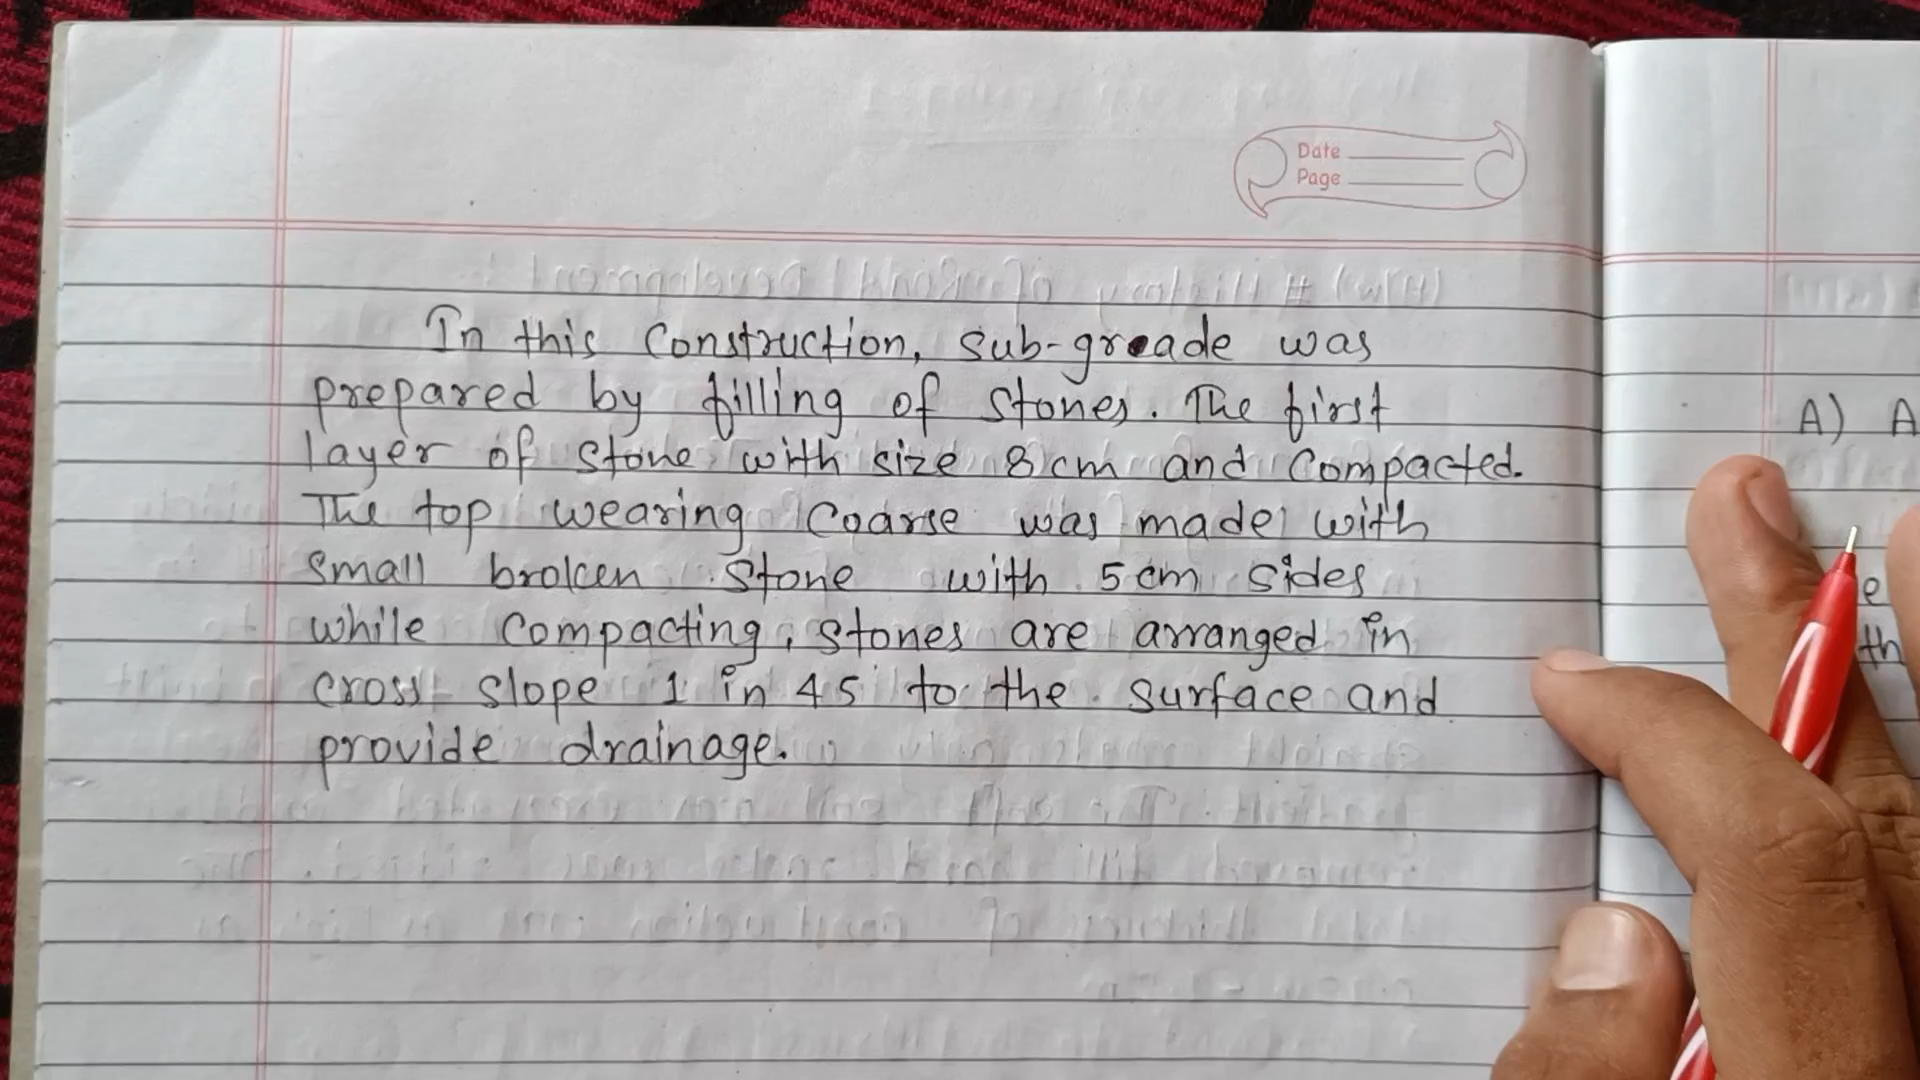 Date
Page
In this Construction, sub-greade was
prepared by filling of stones. The first
layer of stone with size 8 cm and Compacted.
The top wearing Coarse was made with
small broken stone with 5 cm sides
while compacting, stones are arranged in
cross slope 1 in 45 to the surface and
provide drainage.
A) A
e
th